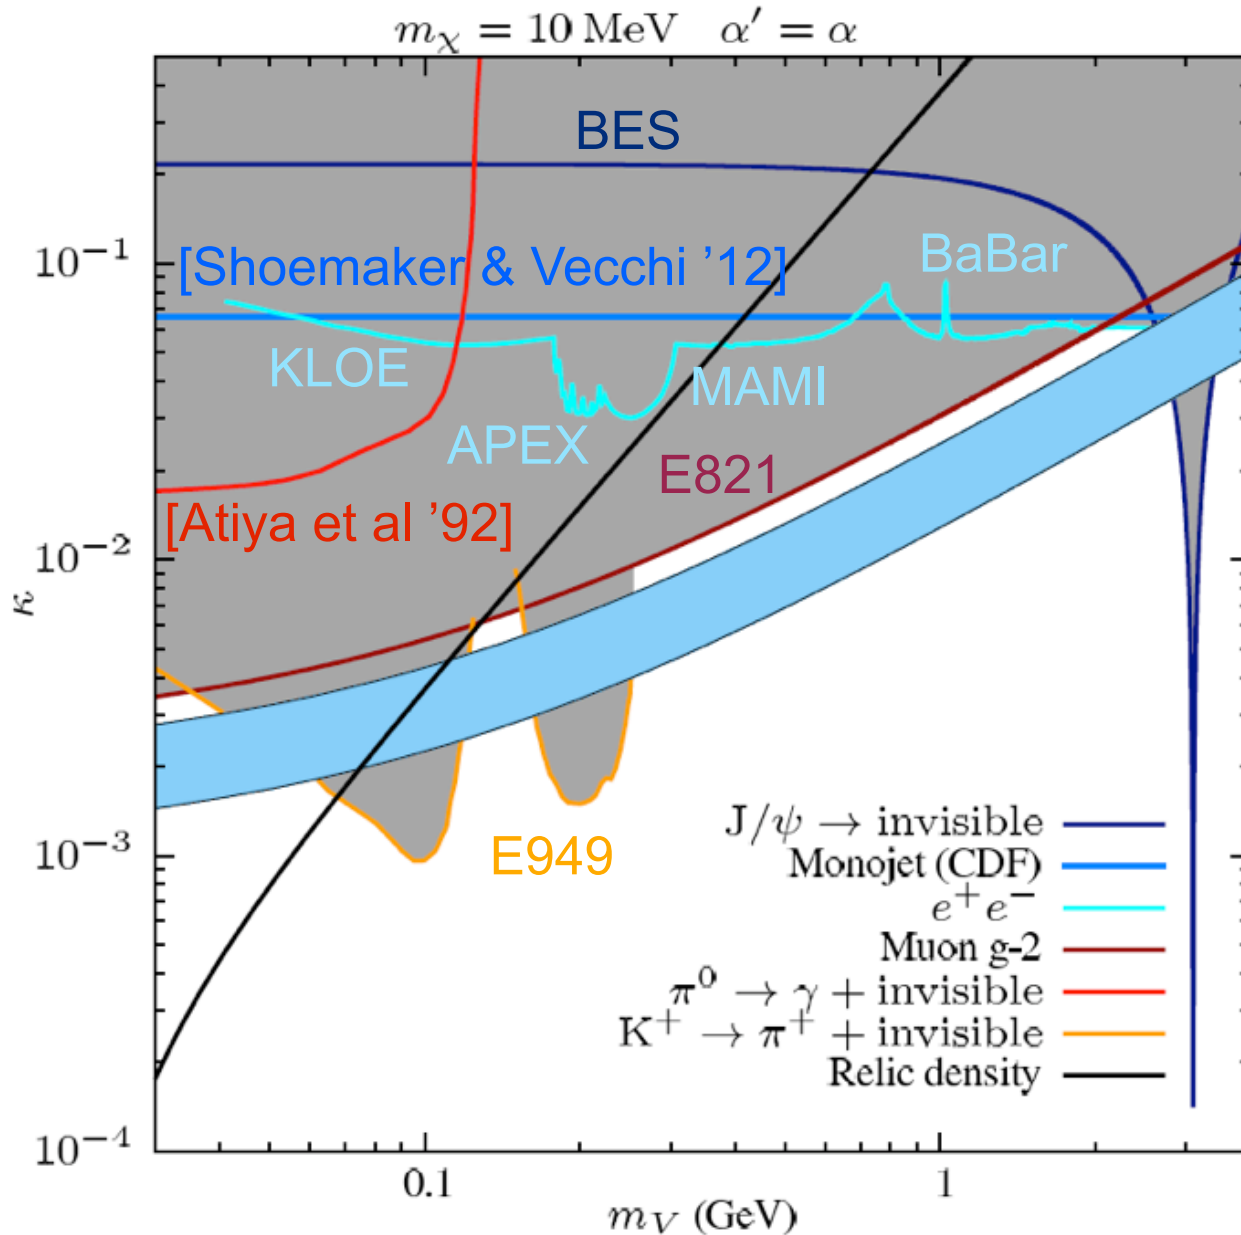 m_χ = 10 MeV α′ = α
BES
10⁻¹
[Shoemaker & Vecchi ’12]
BaBar
KLOE
MAMI
APEX
E821
[Atiya et al ’92]
10⁻²
κ
E949
10⁻³
J/ψ → invisible
Monojet (CDF)
e⁺e⁻
Muon g-2
π⁰ → γ + invisible
K⁺ → π⁺ + invisible
Relic density
10⁻⁴
0.1
1
m_V (GeV)